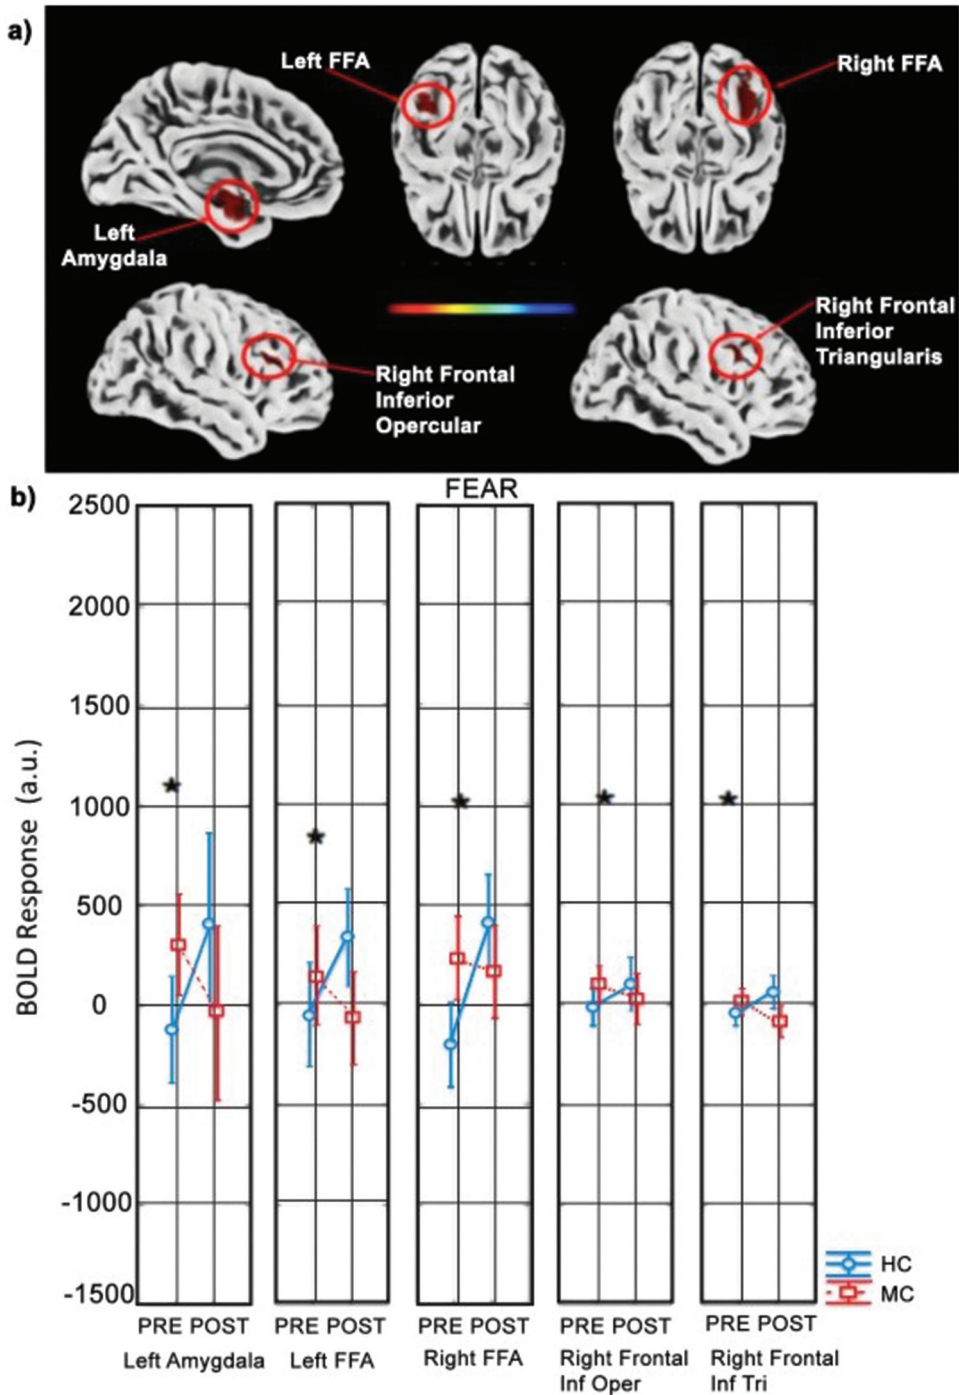 a)
Left FFA
Right FFA
Left
Amygdala
Right Frontal
Inferior
Triangularis
Right Frontal
Inferior
Opercular
b)
FEAR
2500
2000
1500
1000
500
0
-500
-1000
-1500
BOLD Response (a.u.)
HC
MC
PRE POST
PRE POST
PRE POST
PRE POST
PRE POST
Left Amygdala
Left FFA
Right FFA
Right Frontal
Inf Oper
Right Frontal
Inf Tri